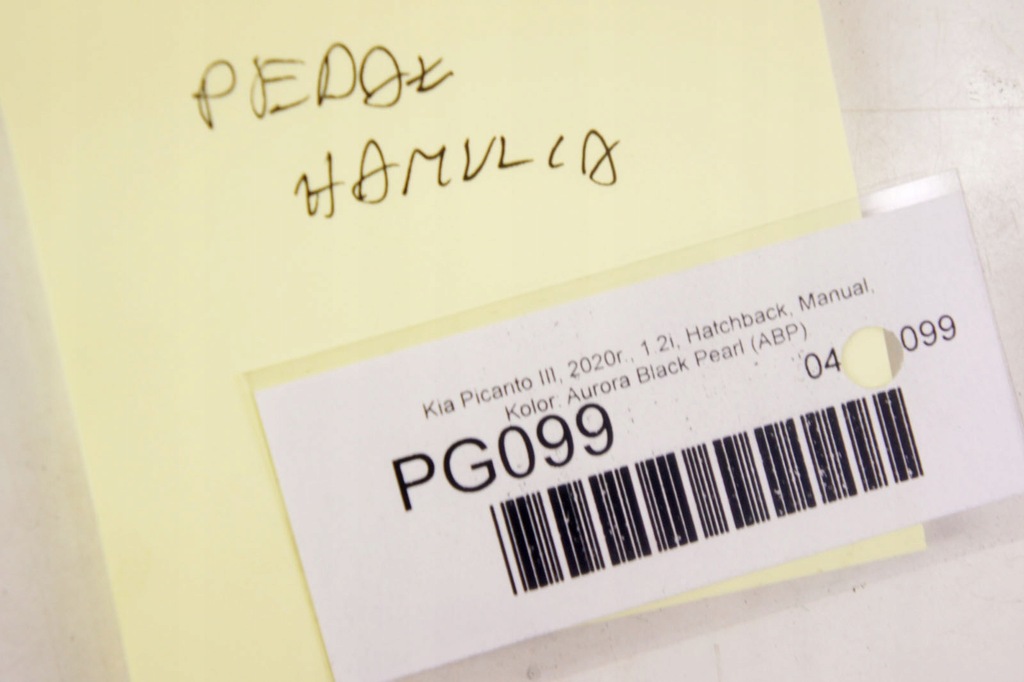 PEDAŁ
HAMULCA
Kia Picanto III, 2020r., 1.2i, Hatchback, Manual,
Kolor: Aurora Black Pearl (ABP)
04 099
PG099